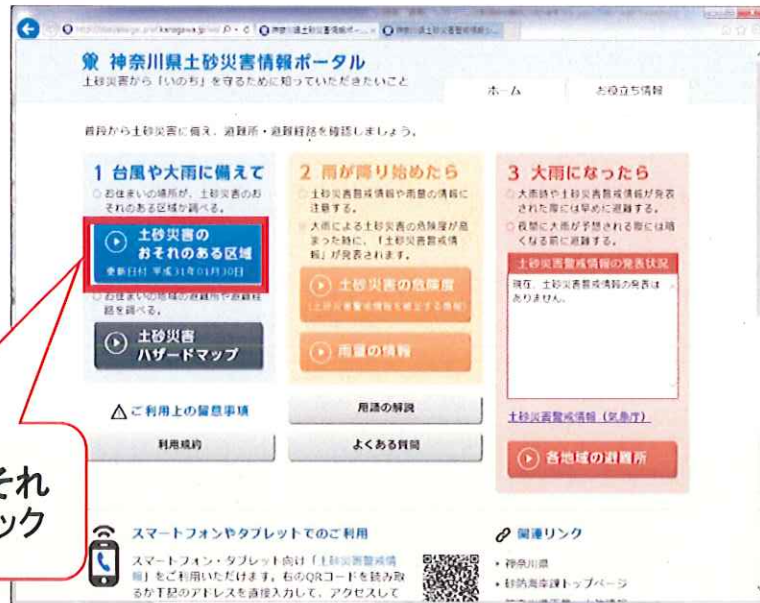 神奈川県土砂災害情報ポータル
土砂災害から「いのち」を守るために知っていただきたいこと
ホーム
お役立ち情報
普段から土砂災害に備え、避難所・避難経路を確認しましょう。
1 台風や大雨に備えて
○お住まいの場所が、土砂災害のお
それのある区域か調べる。
土砂災害の
おそれのある区域
更新日付 平成31年01月30日
○お住まいの地域の避難所や避難経
路を調べる。
土砂災害
ハザードマップ
2 雨が降り始めたら
○土砂災害警戒情報や雨量の情報に
注意する。
○大雨による土砂災害の危険度が高
まった時に、「土砂災害警戒情
報」が発表されます。
土砂災害の危険度
(土砂災害警戒情報を補足する情報)
雨量の情報
3 大雨になったら
○大雨時や土砂災害警戒情報が発表
された際には早めに避難する。
○夜間に大雨が予想される際には暗
くなる前に避難する。
土砂災害警戒情報の発表状況
現在、土砂災害警戒情報の発表は
ありません。
土砂災害警戒情報（気象庁）
各地域の避難所
ご利用上の留意事項
用語の解説
利用規約
よくある質問
それ
ック
スマートフォンやタブレットでのご利用
スマートフォン・タブレット向け「土砂災害警戒情
報」をご利用いただけます。右のQRコードを読み取
るか下記のアドレスを直接入力して、アクセスして
関連リンク
・神奈川県
・砂防海岸課トップページ